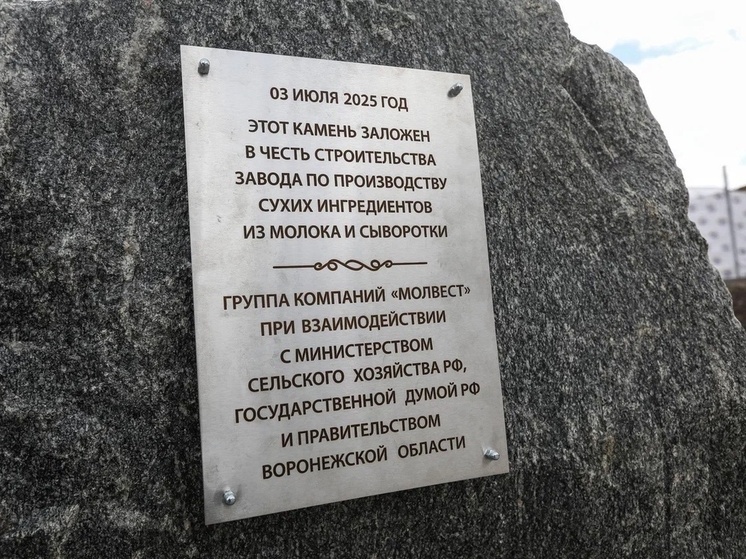 03 ИЮЛЯ 2025 ГОД
ЭТОТ КАМЕНЬ ЗАЛОЖЕН
В ЧЕСТЬ СТРОИТЕЛЬСТВА
ЗАВОДА ПО ПРОИЗВОДСТВУ
СУХИХ ИНГРЕДИЕНТОВ
ИЗ МОЛОКА И СЫВОРОТКИ
ГРУППА КОМПАНИЙ «МОЛВЕСТ»
ПРИ ВЗАИМОДЕЙСТВИИ
С МИНИСТЕРСТВОМ
СЕЛЬСКОГО ХОЗЯЙСТВА РФ,
ГОСУДАРСТВЕННОЙ ДУМОЙ РФ
И ПРАВИТЕЛЬСТВОМ
ВОРОНЕЖСКОЙ ОБЛАСТИ